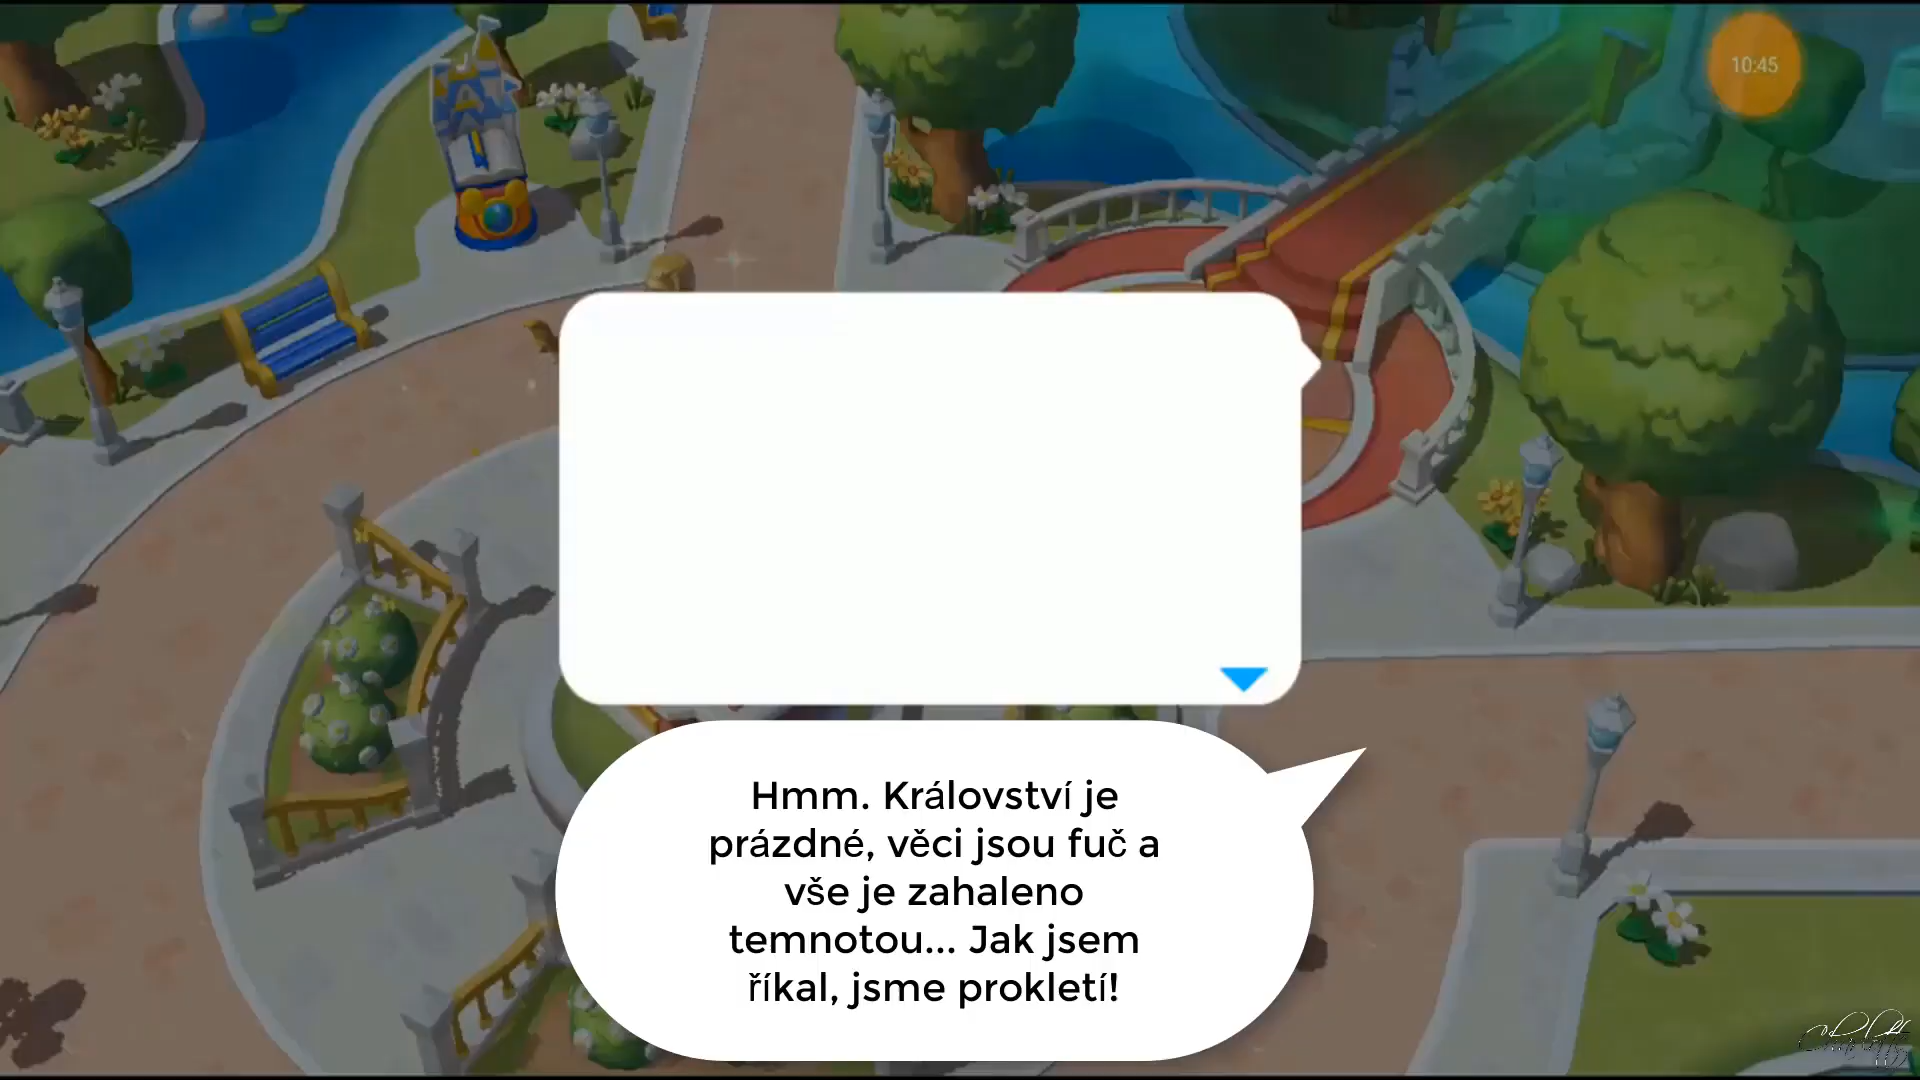 10:45
Hmm. Království je
prázdné, věci jsou fuč a
vše je zahaleno
temnotou... Jak jsem
říkal, jsme prokletí!